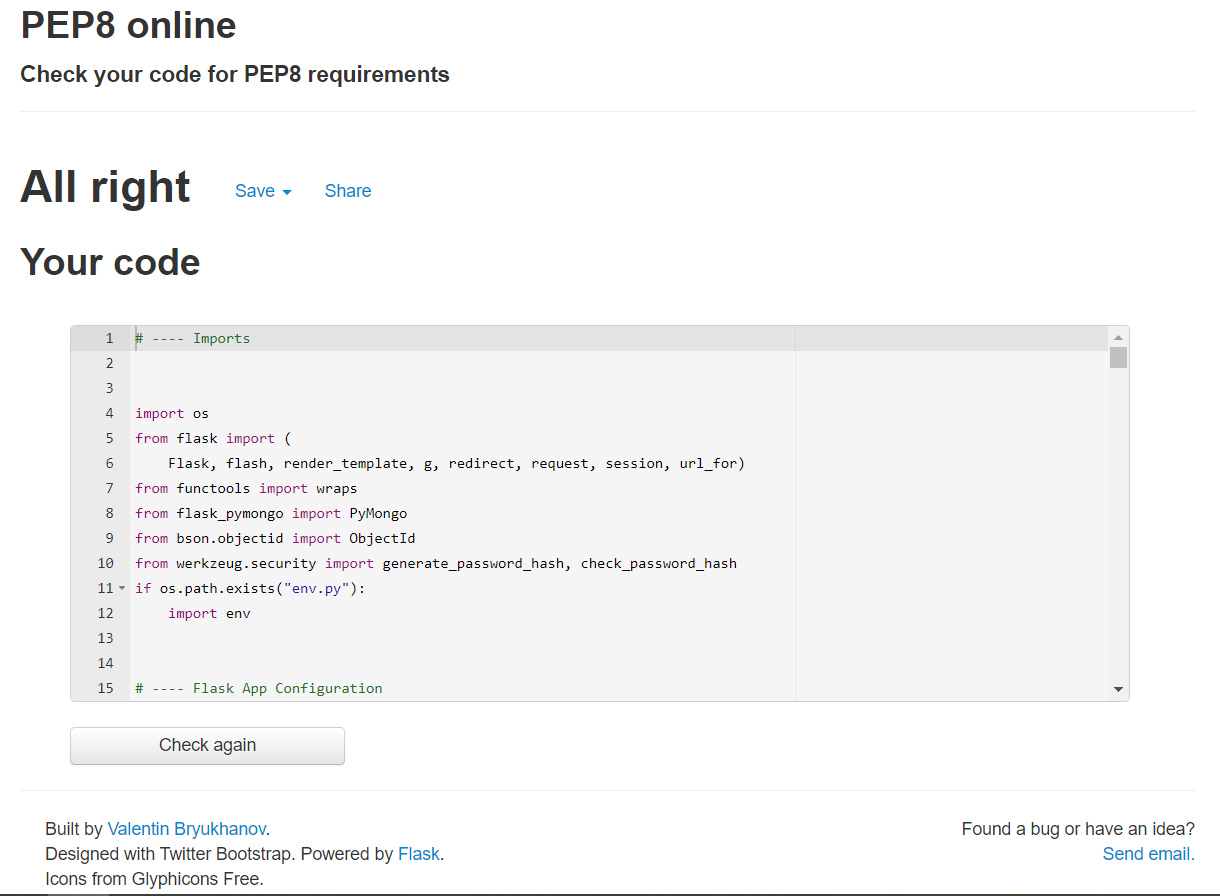 PEP8 online
Check your code for PEP8 requirements
All right Save Share
Your code
1 # ---- Imports
2
3
4 import os
5 from flask import (
6     Flask, flash, render_template, g, redirect, request, session, url_for)
7 from functools import wraps
8 from flask_pymongo import PyMongo
9 from bson.objectid import ObjectId
10 from werkzeug.security import generate_password_hash, check_password_hash
11 if os.path.exists("env.py"):
12     import env
13
14
15 # ---- Flask App Configuration
Check again
Built by Valentin Bryukhanov. Found a bug or have an idea?
Designed with Twitter Bootstrap. Powered by Flask. Send email.
Icons from Glyphicons Free.